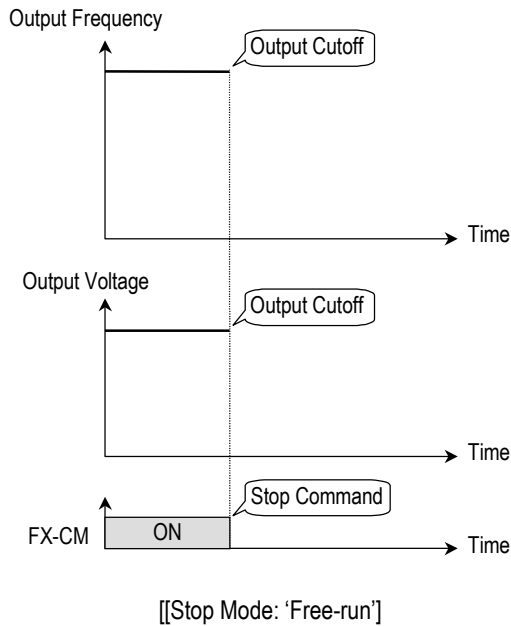 Output Frequency
Output Cutoff
Time
Output Voltage
Output Cutoff
Time
Stop Command
FX-CM
ON
Time
[[Stop Mode: ‘Free-run’]